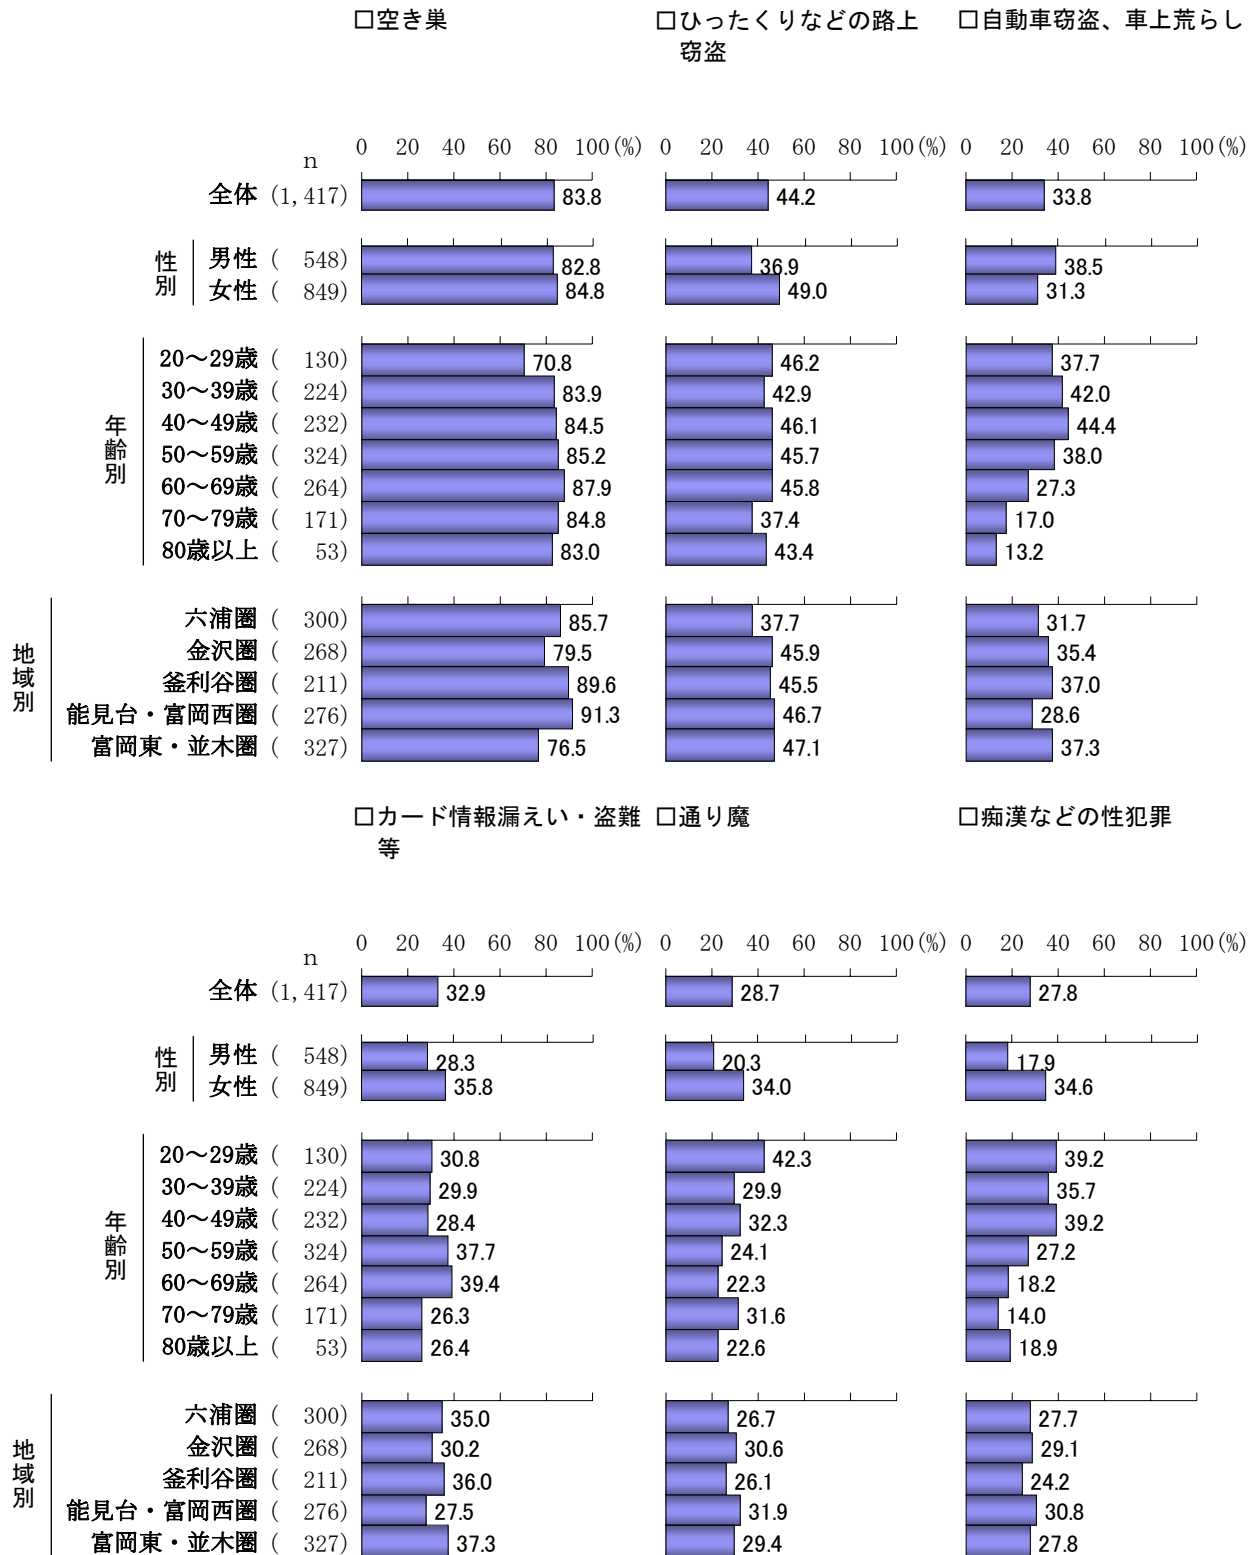 □空き巣 □ひったくりなどの路上 □自動車窃盗、車上荒らし
窃盗
n 0 20 40 60 80 100(%) 0 20 40 60 80 100(%) 0 20 40 60 80 100(%)
全体 (1,417) 83.8 44.2 33.8
性別
男性 ( 548) 82.8 36.9 38.5
女性 ( 849) 84.8 49.0 31.3
年齢別
20～29歳 ( 130) 70.8 46.2 37.7
30～39歳 ( 224) 83.9 42.9 42.0
40～49歳 ( 232) 84.5 46.1 44.4
50～59歳 ( 324) 85.2 45.7 38.0
60～69歳 ( 264) 87.9 45.8 27.3
70～79歳 ( 171) 84.8 37.4 17.0
80歳以上 ( 53) 83.0 43.4 13.2
地域別
六浦圏 ( 300) 85.7 37.7 31.7
金沢圏 ( 268) 79.5 45.9 35.4
釜利谷圏 ( 211) 89.6 45.5 37.0
能見台・富岡西圏 ( 276) 91.3 46.7 28.6
富岡東・並木圏 ( 327) 76.5 47.1 37.3
□カード情報漏えい・盗難 □通り魔 □痴漢などの性犯罪
等
n 0 20 40 60 80 100(%) 0 20 40 60 80 100(%) 0 20 40 60 80 100(%)
全体 (1,417) 32.9 28.7 27.8
性別
男性 ( 548) 28.3 20.3 17.9
女性 ( 849) 35.8 34.0 34.6
年齢別
20～29歳 ( 130) 30.8 42.3 39.2
30～39歳 ( 224) 29.9 29.9 35.7
40～49歳 ( 232) 28.4 32.3 39.2
50～59歳 ( 324) 37.7 24.1 27.2
60～69歳 ( 264) 39.4 22.3 18.2
70～79歳 ( 171) 26.3 31.6 14.0
80歳以上 ( 53) 26.4 22.6 18.9
地域別
六浦圏 ( 300) 35.0 26.7 27.7
金沢圏 ( 268) 30.2 30.6 29.1
釜利谷圏 ( 211) 36.0 26.1 24.2
能見台・富岡西圏 ( 276) 27.5 31.9 30.8
富岡東・並木圏 ( 327) 37.3 29.4 27.8